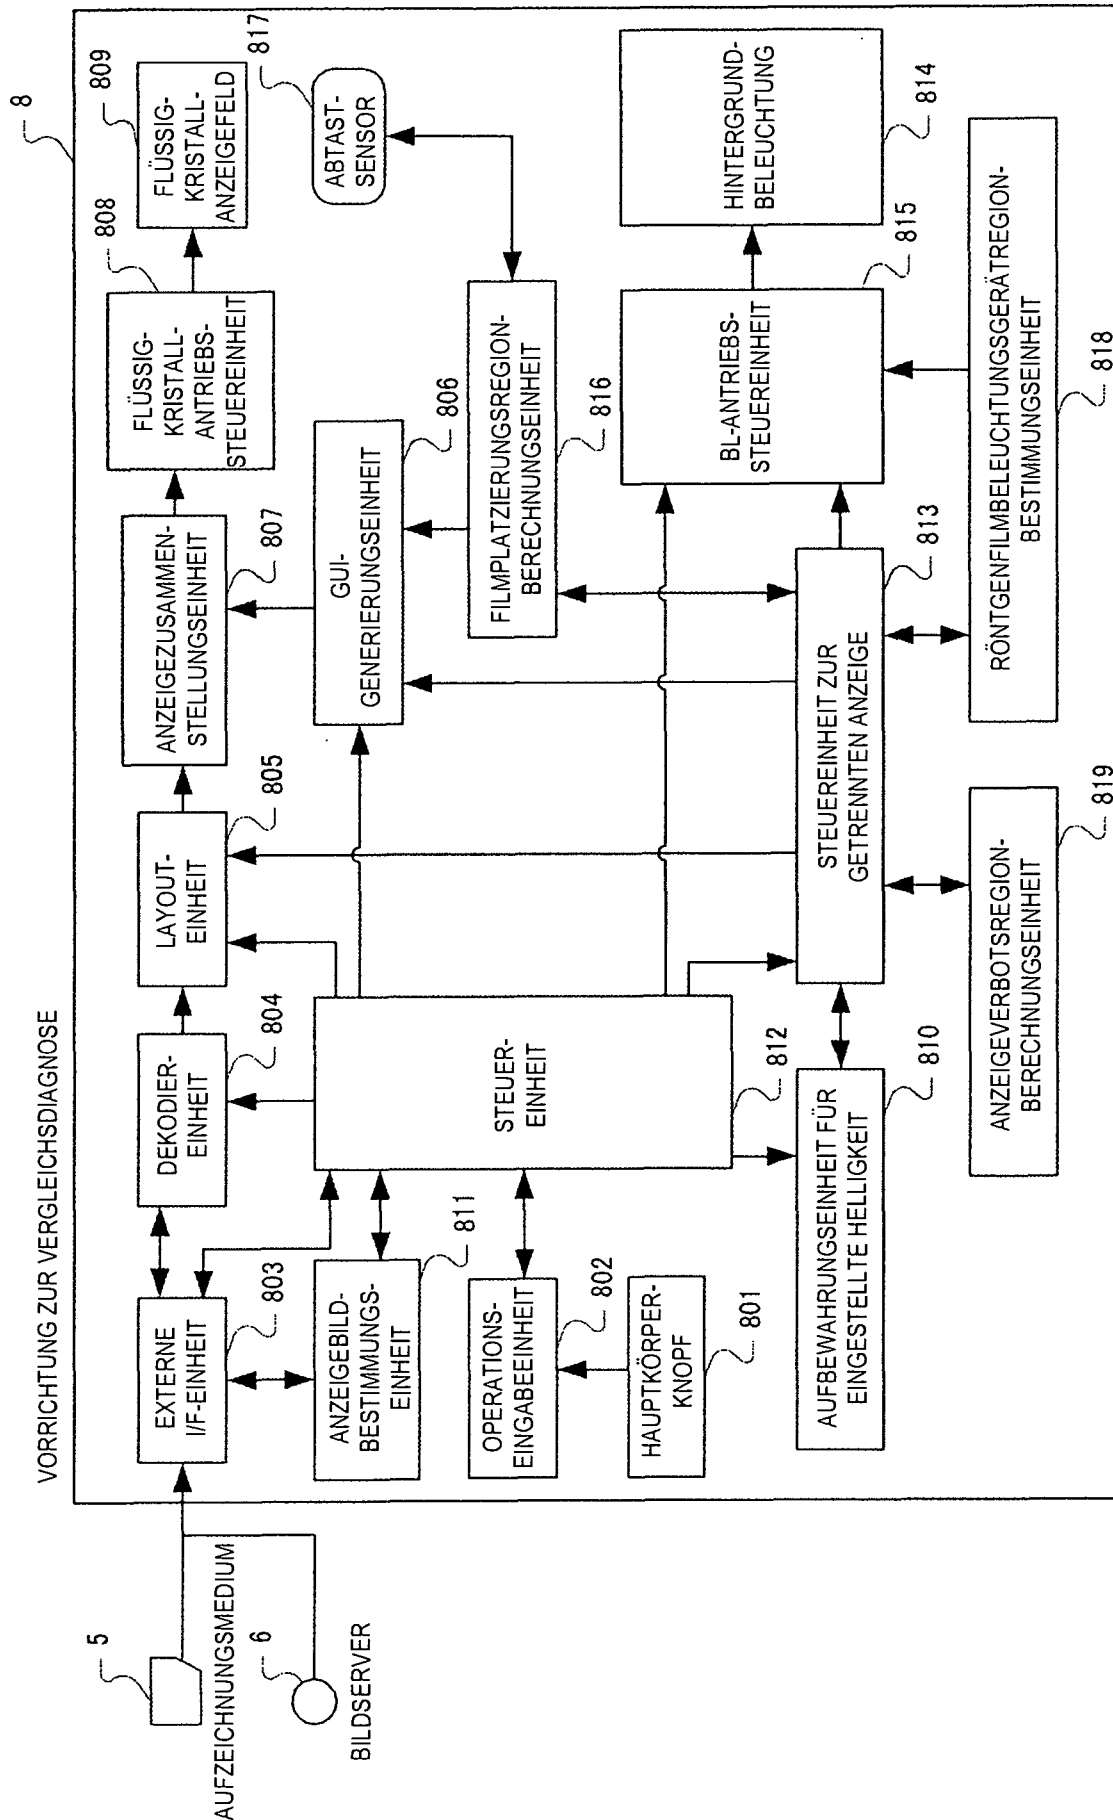 VORRICHTUNG ZUR VERGLEICHSDIAGNOSE
8
5
AUFZEICHNUNGSMEDIUM
6
BILDSERVER
EXTERNE
I/F-EINHEIT
803
DEKODIER-
EINHEIT
804
LAYOUT-
EINHEIT
805
ANZEIGEZUSAMMEN-
STELLUNGSEINHEIT
807
FLÜSSIG-
KRISTALL-
ANTRIEBS-
STEUEREINHEIT
808
FLÜSSIG-
KRISTALL-
ANZEIGEFELD
809
ANZEIGEBILD-
BESTIMMUNGS-
EINHEIT
811
STEUER-
EINHEIT
812
GUI-
GENERIERUNGSEINHEIT
806
ABTAST-
SENSOR
817
OPERATIONS-
EINGABEEINHEIT
802
FILMPLATZIERUNGSREGION-
BERECHNUNGSEINHEIT
816
HAUPTKÖRPER-
KNOPF
801
BL-ANTRIEBS-
STEUEREINHEIT
815
HINTERGRUND-
BELEUCHTUNG
814
AUFBEWAHRUNGSEINHEIT FÜR
EINGESTELLTE HELLIGKEIT
810
STEUEREINHEIT ZUR
GETRENNTEN ANZEIGE
813
ANZEIGEVERBOTSREGION-
BERECHNUNGSEINHEIT
819
RÖNTGENFILMBELEUCHTUNGSGERÄTREGION-
BESTIMMUNGSEINHEIT
818